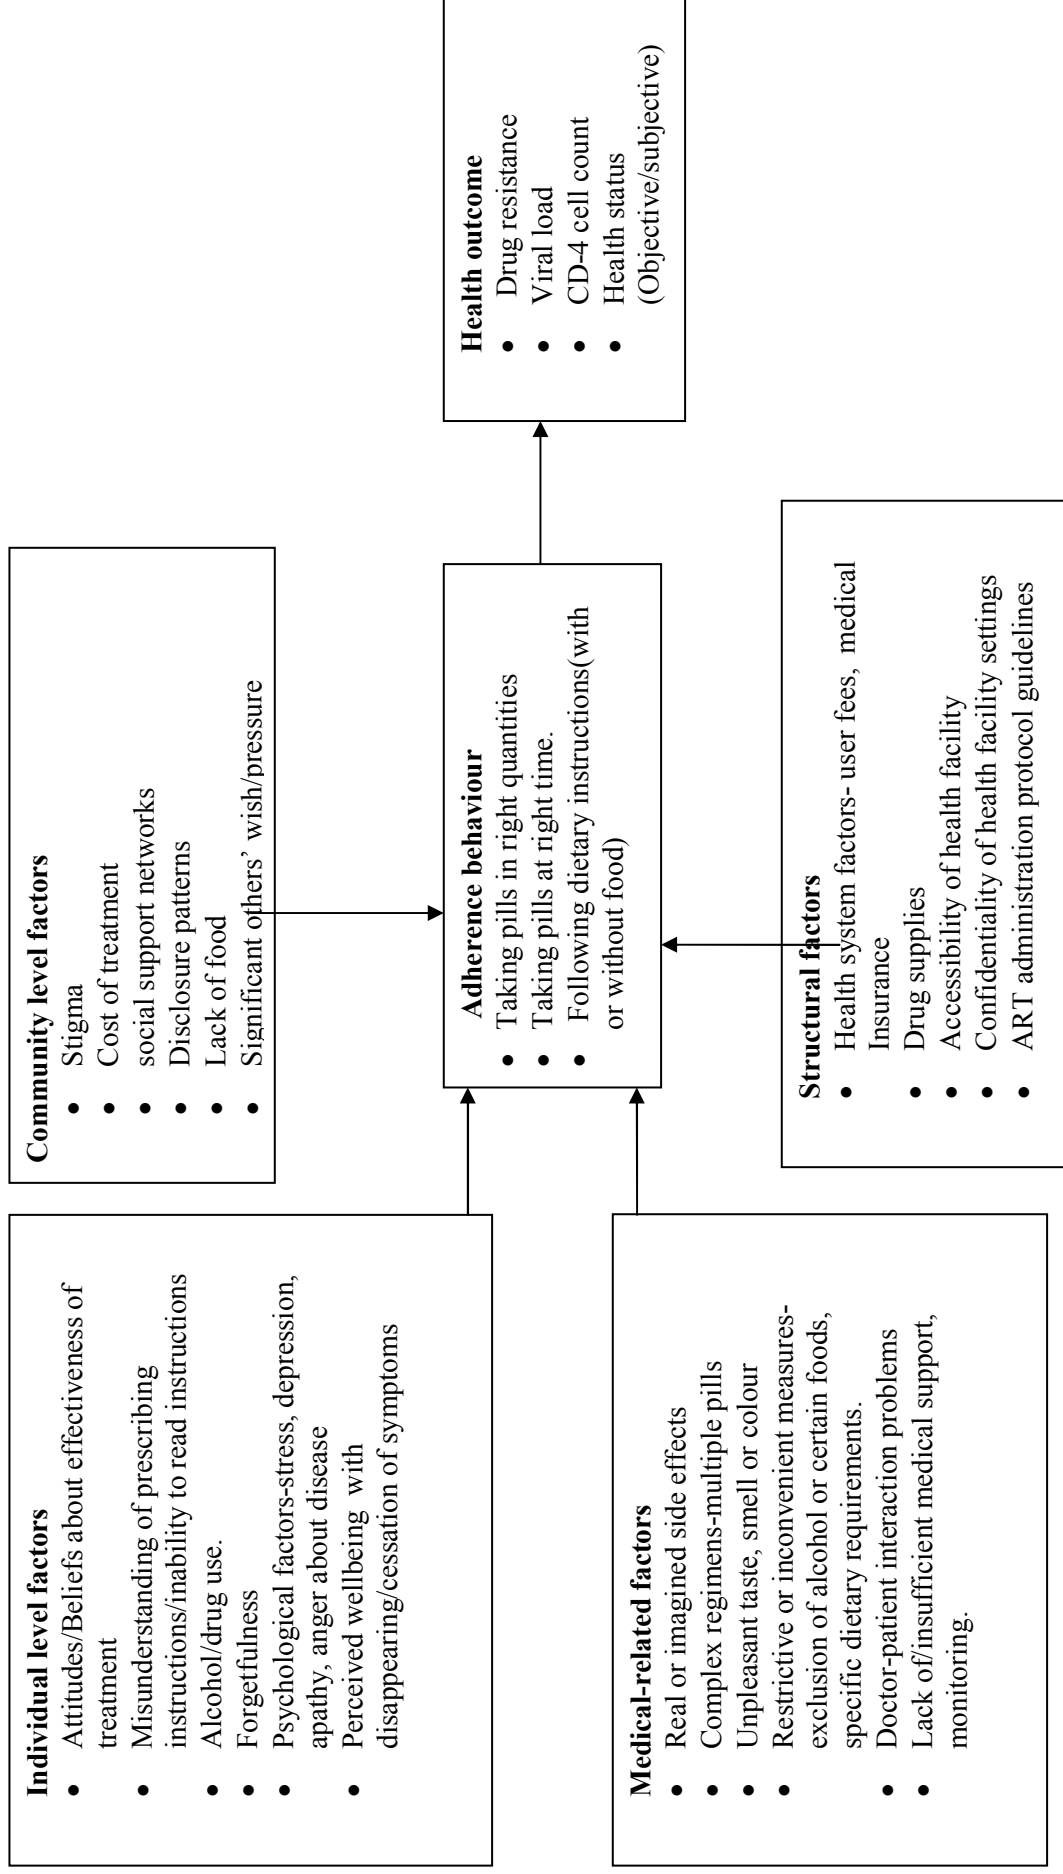 Individual level factors
• Attitudes/Beliefs about effectiveness of
treatment
• Misunderstanding of prescribing
instructions/inability to read instructions
• Alcohol/drug use.
• Forgetfulness
• Psychological factors-stress, depression,
apathy, anger about disease
• Perceived wellbeing with
disappearing/cessation of symptoms
Medical-related factors
• Real or imagined side effects
• Complex regimens-multiple pills
• Unpleasant taste, smell or colour
• Restrictive or inconvenient measures-
exclusion of alcohol or certain foods,
specific dietary requirements.
• Doctor-patient interaction problems
• Lack of/insufficient medical support,
monitoring.
Community level factors
• Stigma
• Cost of treatment
• social support networks
• Disclosure patterns
• Lack of food
• Significant others’ wish/pressure
Adherence behaviour
• Taking pills in right quantities
• Taking pills at right time.
• Following dietary instructions(with
or without food)
Structural factors
• Health system factors- user fees, medical
Insurance
• Drug supplies
• Accessibility of health facility
• Confidentiality of health facility settings
• ART administration protocol guidelines
Health outcome
• Drug resistance
• Viral load
• CD-4 cell count
• Health status
(Objective/subjective)